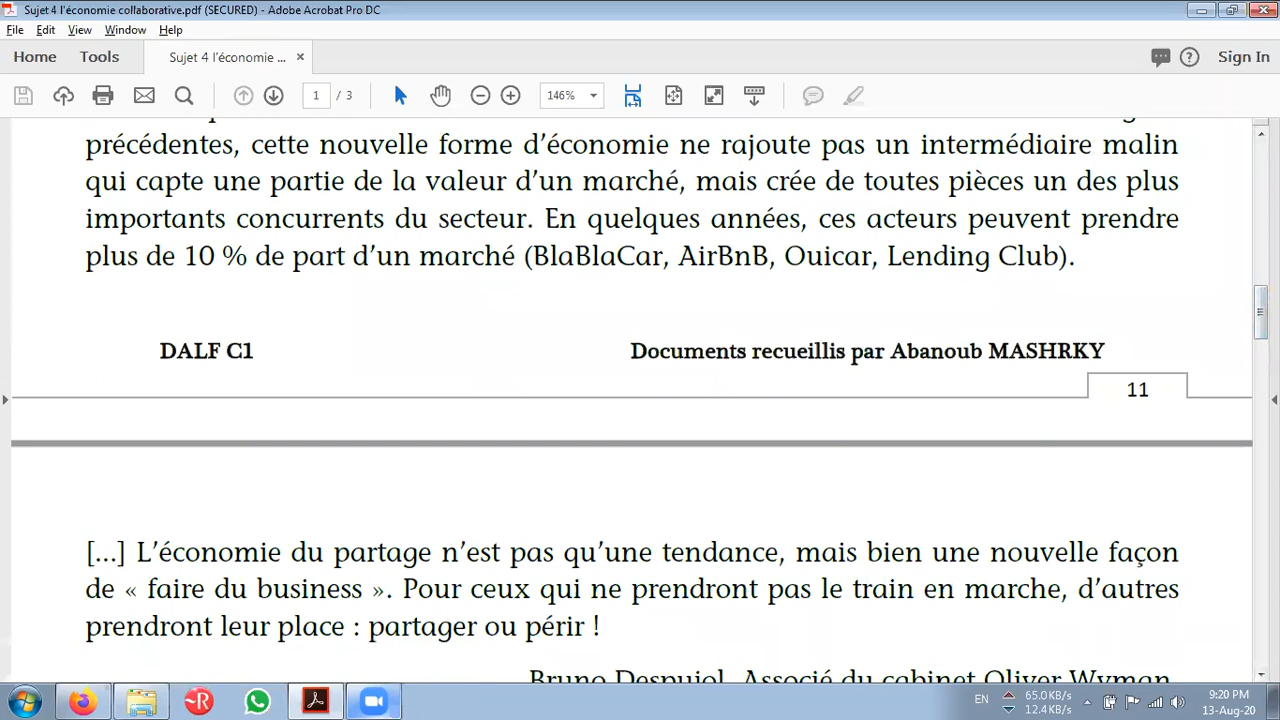 Sujet 4 l'économie collaborative.pdf (SECURED) - Adobe Acrobat Pro DC
File Edit View Window Help
Home Tools Sujet 4 l'économie ... × Sign In
1 / 3 146%
précédentes, cette nouvelle forme d’économie ne rajoute pas un intermédiaire malin
qui capte une partie de la valeur d’un marché, mais crée de toutes pièces un des plus
importants concurrents du secteur. En quelques années, ces acteurs peuvent prendre
plus de 10 % de part d’un marché (BlaBlaCar, AirBnB, Ouicar, Lending Club).
DALF C1 Documents recueillis par Abanoub MASHRKY
11
[...] L’économie du partage n’est pas qu’une tendance, mais bien une nouvelle façon
de « faire du business ». Pour ceux qui ne prendront pas le train en marche, d’autres
prendront leur place : partager ou périr !
Bruno Despujol, Associé du cabinet Oliver Wyman,
EN 65.0KB/s 9:20 PM
12.4KB/s 13-Aug-20